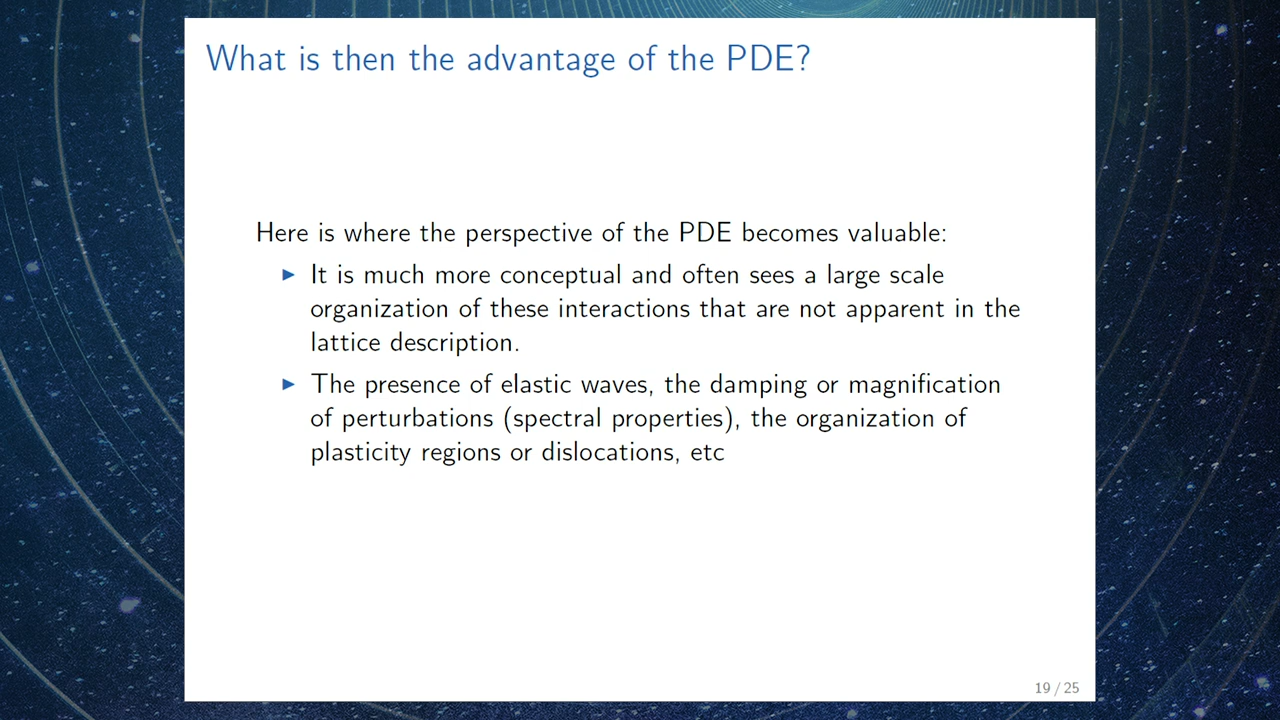 What is then the advantage of the PDE?
Here is where the perspective of the PDE becomes valuable:
▶ It is much more conceptual and often sees a large scale
organization of these interactions that are not apparent in the
lattice description.
▶ The presence of elastic waves, the damping or magnification
of perturbations (spectral properties), the organization of
plasticity regions or dislocations, etc
19 / 25